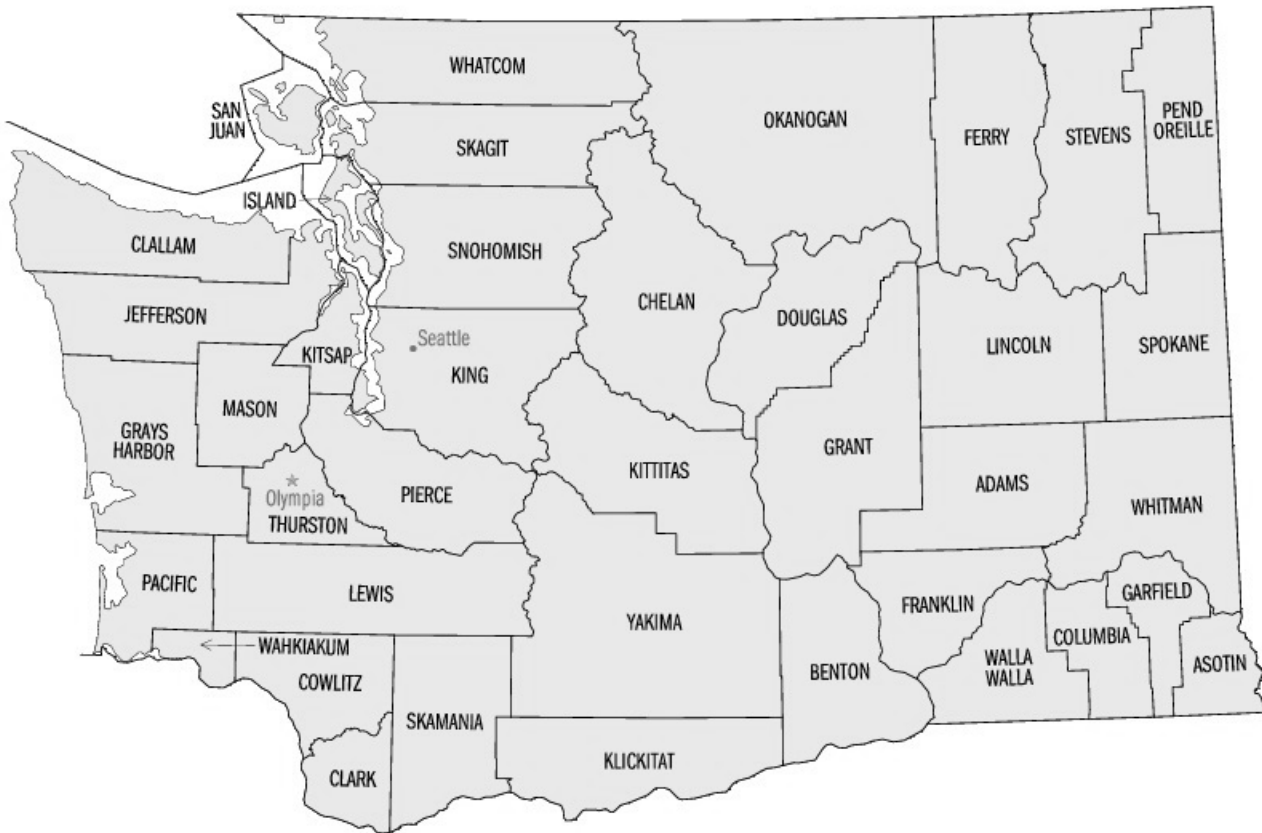 WHATCOM
SAN
JUAN
SKAGIT
OKANOGAN
FERRY
STEVENS
PEND
OREILLE
ISLAND
CLALLAM
SNOHOMISH
CHELAN
JEFFERSON
DOUGLAS
KITSAP
Seattle
KING
LINCOLN
SPOKANE
MASON
GRAYS
HARBOR
GRANT
KITTITAS
ADAMS
PIERCE
Olympia
THURSTON
WHITMAN
PACIFIC
LEWIS
YAKIMA
FRANKLIN
GARFIELD
COLUMBIA
WAHKIAKUM
COWLITZ
BENTON
WALLA
WALLA
ASOTIN
SKAMANIA
KLICKITAT
CLARK